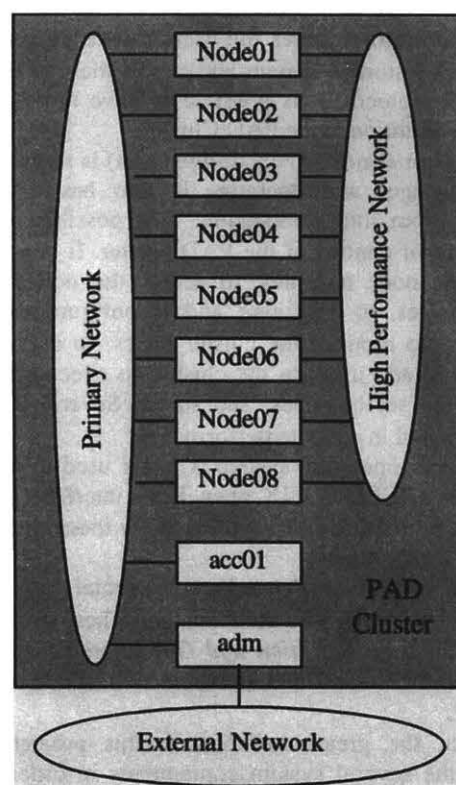 Node01
Node02
Node03
Node04
Node05
Node06
Node07
Node08
acc01
adm
Primary Network
High Performance Network
PAD
Cluster
External Network